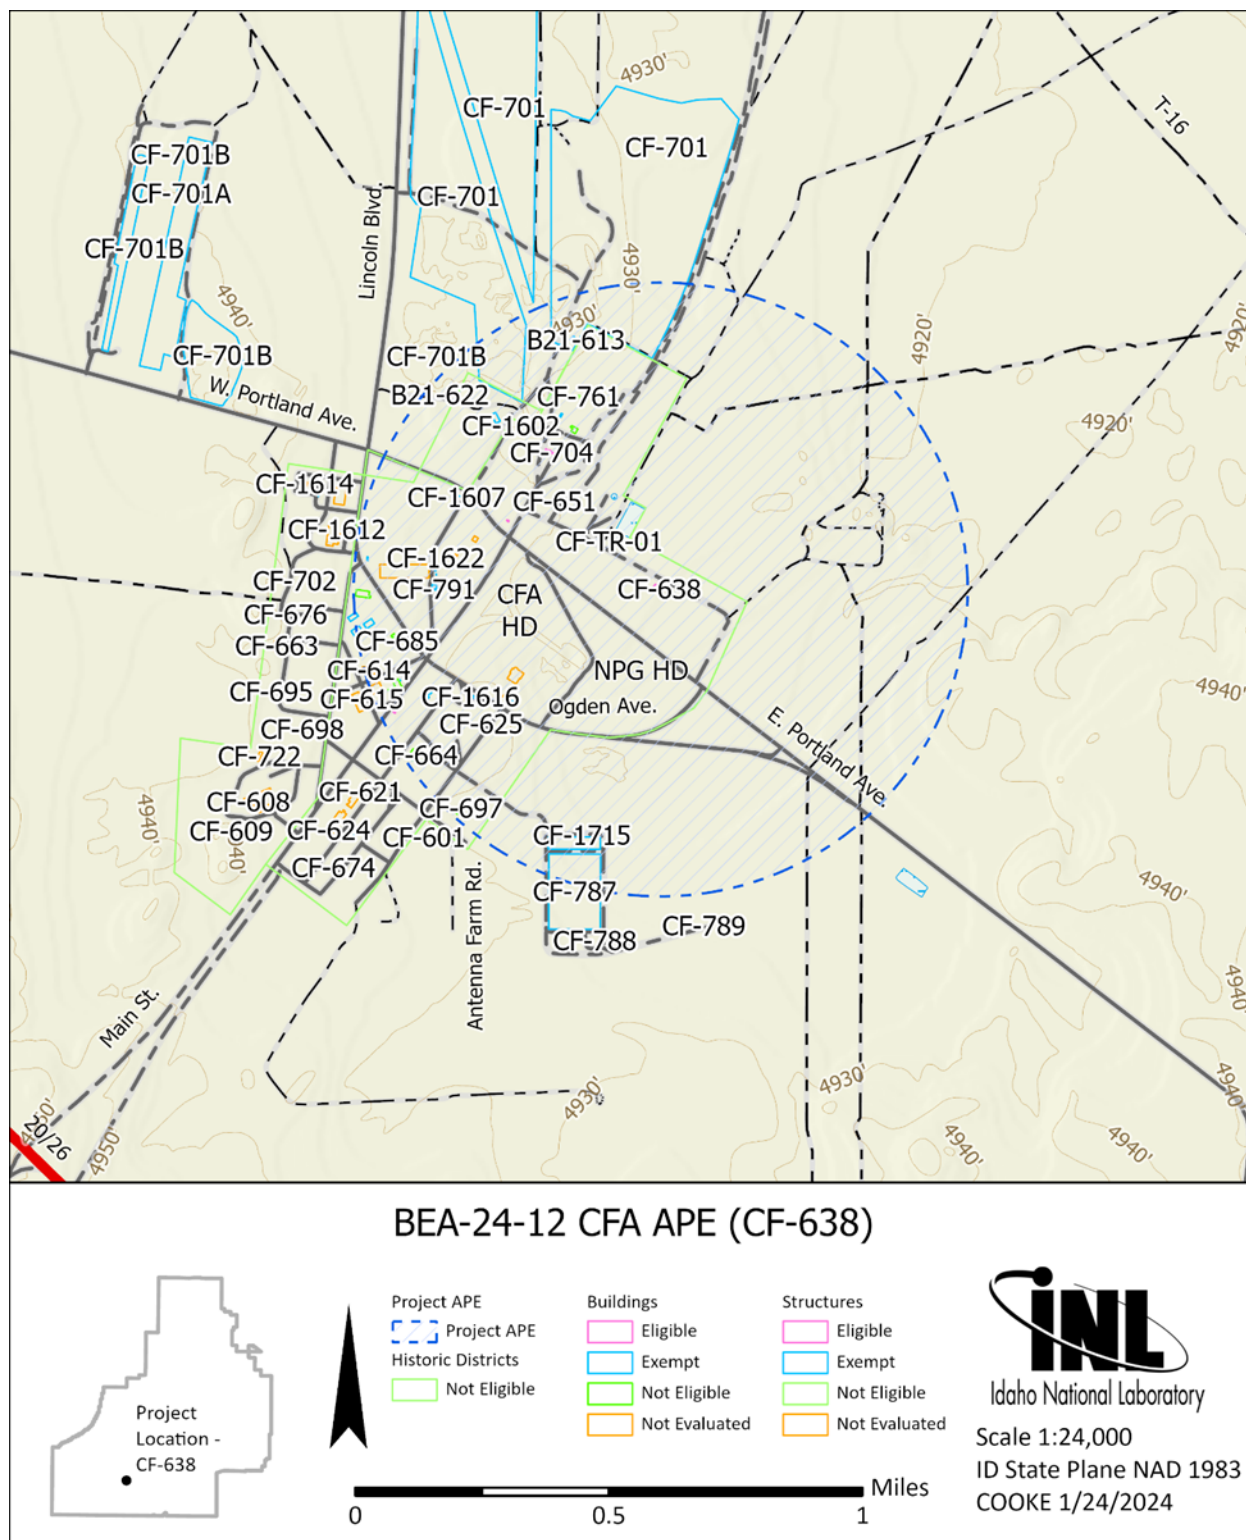 4930'
T-16
CF-701
CF-701
CF-701B
CF-701A
CF-701
CF-701B
Lincoln Blvd.
4930'
4940'
4930'
4920'
4920'
B21-613
CF-701B
CF-701B
W. Portland Ave.
B21-622
CF-761
CF-1602
4920'
CF-704
CF-1614
CF-1607
CF-651
CF-1612
CF-TR-01
CF-1622
CF-702
CF-791
CF-638
CFA
HD
CF-676
CF-663
CF-685
CF-614
NPG HD
CF-695
CF-615
CF-1616
Ogden Ave.
4940'
CF-698
CF-625
CF-722
CF-664
E. Portland Ave.
CF-621
CF-608
CF-697
4940'
CF-609
CF-624
CF-601
CF-1715
4040'
CF-674
CF-787
4940'
CF-788
CF-789
Antenna Farm Rd.
4940'
Main St.
4930'
4930'
4940'
20/26
4950'
4940'
4940'
BEA-24-12 CFA APE (CF-638)
Project
Location -
CF-638
Project APE
Project APE
Historic Districts
Not Eligible
Buildings
Eligible
Exempt
Not Eligible
Not Evaluated
Structures
Eligible
Exempt
Not Eligible
Not Evaluated
INL
Idaho National Laboratory
Scale 1:24,000
ID State Plane NAD 1983
COOKE 1/24/2024
0
0.5
1
Miles